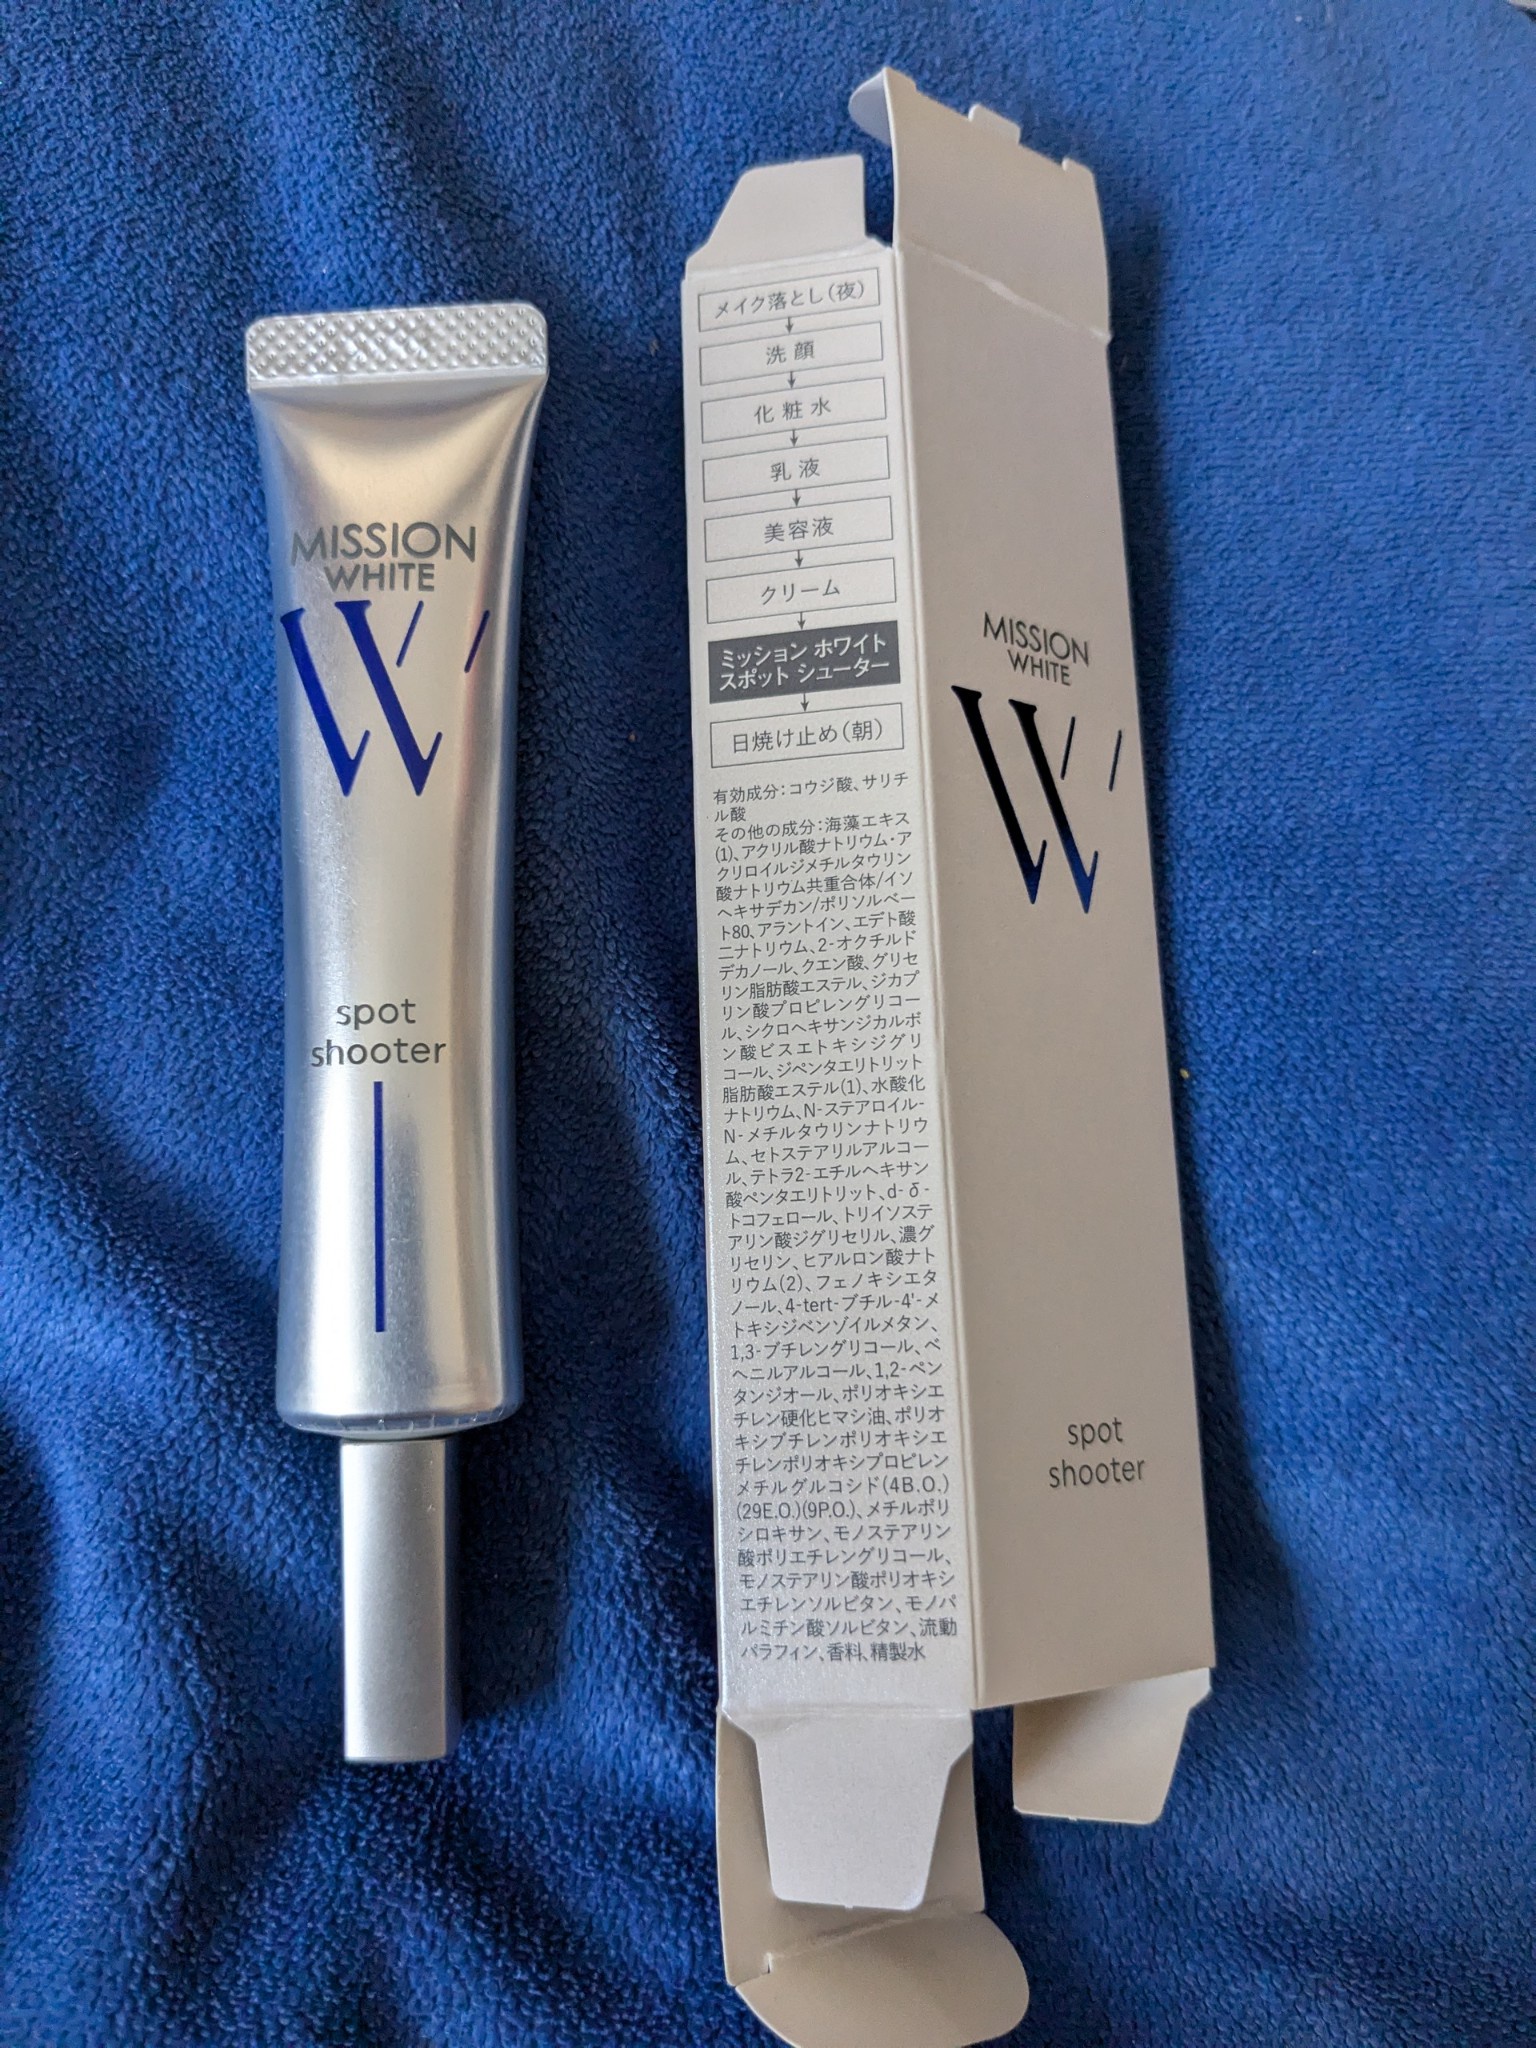 MISSION
WHITE
W
spot
shooter
メイク落とし(夜)
洗顔
化粧水
乳液
美容液
クリーム
ミッション ホワイト
スポット シューター
日焼け止め(朝)
有効成分:コウジ酸、サリチ
ル酸
その他の成分:海藻エキス
(1)、アクリル酸ナトリウム・ア
クリロイルジメチルタウリン
酸ナトリウム共重合体/イソ
ヘキサデカン/ポリソルベー
ト80、アラントイン、エデト酸
二ナトリウム、2-オクチルド
デカノール、クエン酸、グリセ
リン脂肪酸エステル、ジカプ
リン酸プロピレングリコー
ル、シクロヘキサンジカルボ
ン酸ビスエトキシジグリ
コール、ジペンタエリトリット
脂肪酸エステル(1)、水酸化
ナトリウム、N-ステアロイル-
N-メチルタウリンナトリウ
ム、セトステアリルアルコー
ル、テトラ2-エチルヘキサン
酸ペンタエリトリット、d-δ-
トコフェロール、トリイソステ
アリン酸ジグリセリル、濃グ
リセリン、ヒアルロン酸ナト
リウム(2)、フェノキシエタ
ノール、4-tert-ブチル-4'-メ
トキシジベンゾイルメタン、
1,3-ブチレングリコール、ベ
ヘニルアルコール、1,2-ペン
タンジオール、ポリオキシエ
チレン硬化ヒマシ油、ポリオ
キシブチレンポリオキシエ
チレンポリオキシプロピレン
メチルグルコシド(4B.O.)
(29E.O.)(9P.O.)、メチルポリ
シロキサン、モノステアリン
酸ポリエチレングリコール、
モノステアリン酸ポリオキシ
エチレンソルビタン、モノパ
ルミチン酸ソルビタン、流動
パラフィン、香料、精製水
MISSION
WHITE
W
spot
shooter